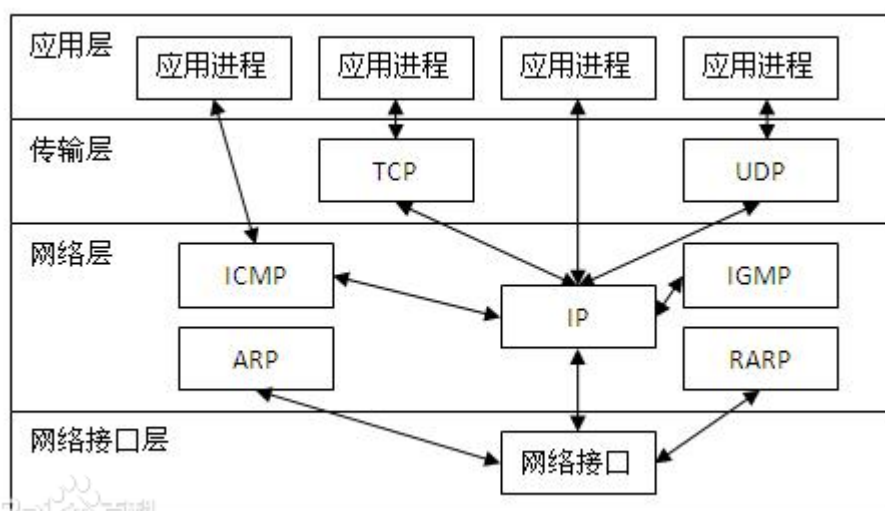 应用层
应用进程 应用进程 应用进程 应用进程
传输层
TCP UDP
网络层
ICMP IGMP
IP
ARP RARP
网络接口层
网络接口